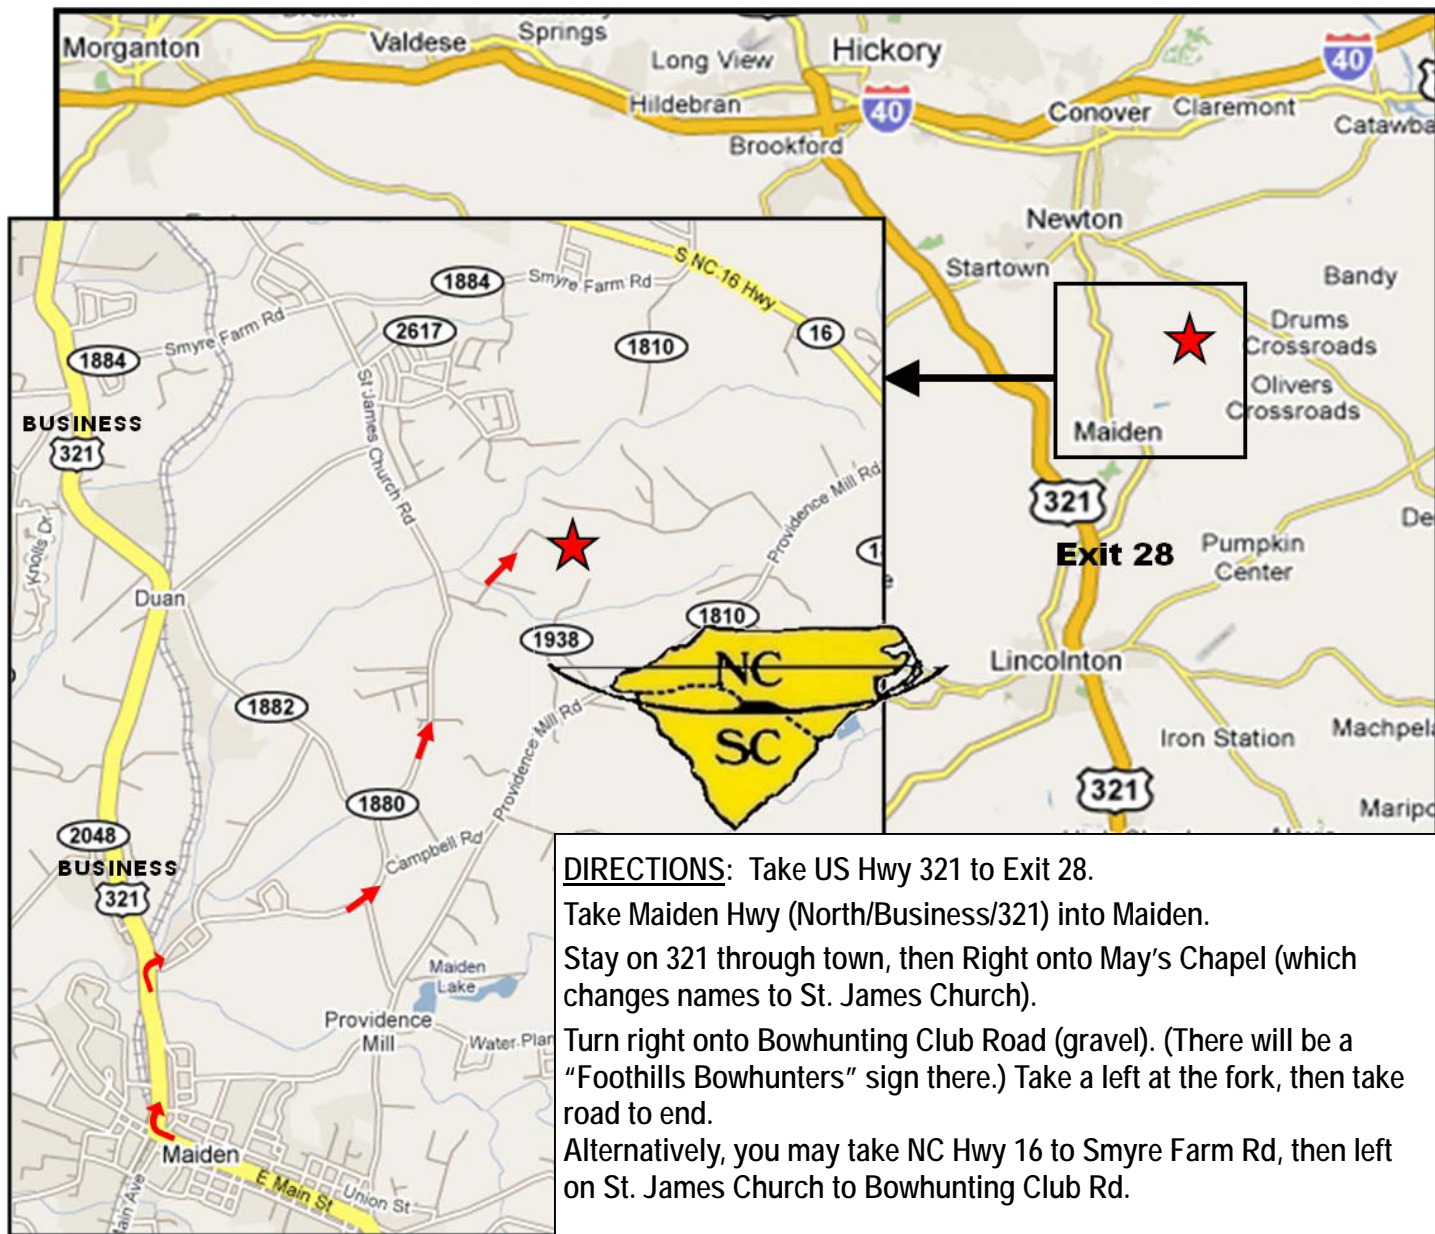 Morganton
Valdese
Springs
Long View
Hickory
40
Hildebran
40
Conover
Claremont
Catawba
Brookford
Newton
Startown
Bandy
Drums
Crossroads
Olivers
Crossroads
Maiden
321
Exit 28
Pumpkin
Center
Lincolnton
Iron Station
Machpela
321
Maripo
S NC 16 Hwy
1884
Smyre Farm Rd
2617
1810
16
Smyre Farm Rd
1884
BUSINESS
321
St James Church Rd
Providence Mill Rd
Knolls Dr
Duan
1810
1938
NC
SC
1882
Providence Mill Rd
1880
2048
Campbell Rd
BUSINESS
321
Maiden
Lake
Providence
Mill
Water Plan
Maiden
E Main St
Union St
Main Ave
DIRECTIONS: Take US Hwy 321 to Exit 28.
Take Maiden Hwy (North/Business/321) into Maiden.
Stay on 321 through town, then Right onto May's Chapel (which
changes names to St. James Church).
Turn right onto Bowhunting Club Road (gravel). (There will be a
“Foothills Bowhunters” sign there.) Take a left at the fork, then take
road to end.
Alternatively, you may take NC Hwy 16 to Smyre Farm Rd, then left
on St. James Church to Bowhunting Club Rd.